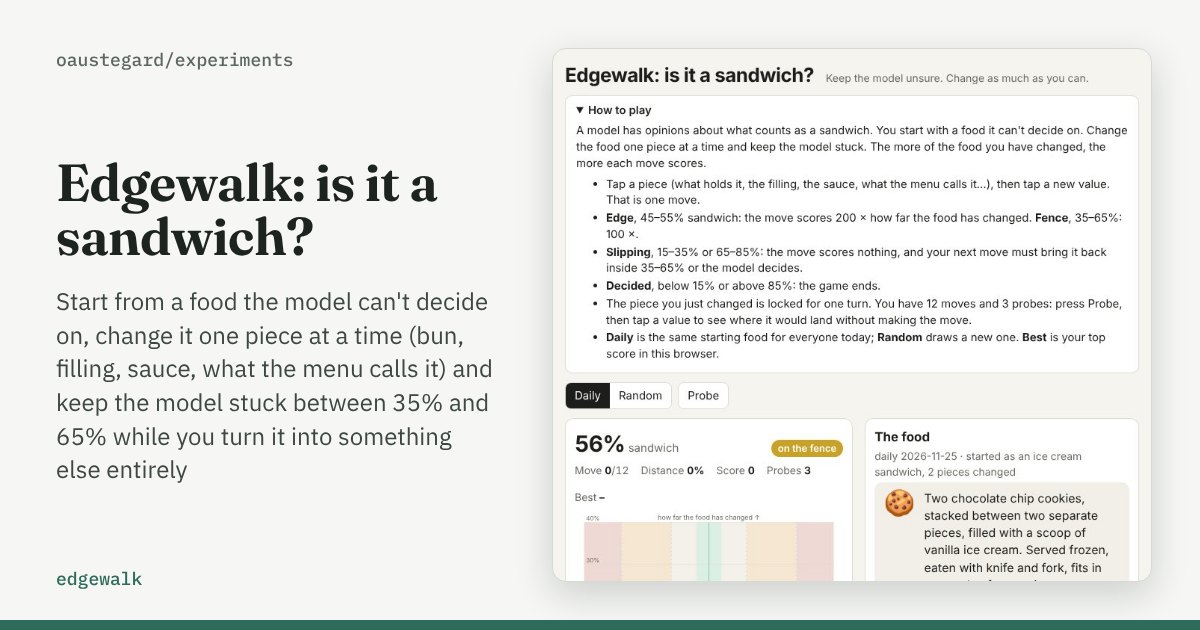 oaustegard/experiments
Edgewalk: is it a
sandwich?
Start from a food the model can't decide
on, change it one piece at a time (bun,
filling, sauce, what the menu calls it) and
keep the model stuck between 35% and
65% while you turn it into something
else entirely
edgewalk
Edgewalk: is it a sandwich? Keep the model unsure. Change as much as you can.
▼ How to play
A model has opinions about what counts as a sandwich. You start with a food it can't decide on. Change
the food one piece at a time and keep the model stuck. The more of the food you have changed, the
more each move scores.
• Tap a piece (what holds it, the filling, the sauce, what the menu calls it...), then tap a new value.
That is one move.
• Edge, 45–55% sandwich: the move scores 200 × how far the food has changed. Fence, 35–65%:
100 ×.
• Slipping, 15–35% or 65–85%: the move scores nothing, and your next move must bring it back
inside 35–65% or the model decides.
• Decided, below 15% or above 85%: the game ends.
• The piece you just changed is locked for one turn. You have 12 moves and 3 probes: press Probe,
then tap a value to see where it would land without making the move.
• Daily is the same starting food for everyone today; Random draws a new one. Best is your top
score in this browser.
Daily Random Probe
56% sandwich on the fence
Move 0/12 Distance 0% Score 0 Probes 3
Best –
40% how far the food has changed ↑
30%
The food
daily 2026-11-25 · started as an ice cream
sandwich, 2 pieces changed
Two chocolate chip cookies,
stacked between two separate
pieces, filled with a scoop of
vanilla ice cream. Served frozen,
eaten with knife and fork, fits in